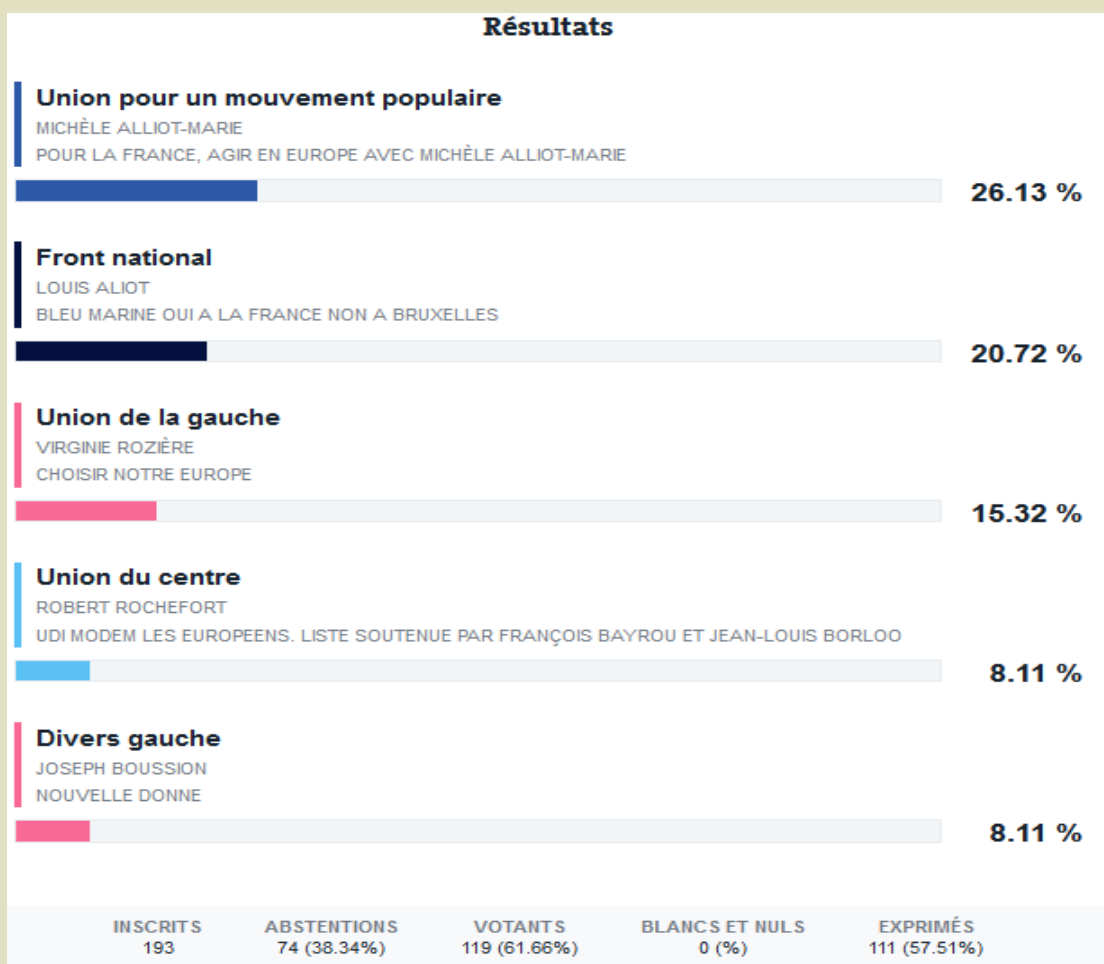 Résultats
Union pour un mouvement populaire
MICHÈLE ALLIOT-MARIE
POUR LA FRANCE, AGIR EN EUROPE AVEC MICHÈLE ALLIOT-MARIE
26.13 %
Front national
LOUIS ALIOT
BLEU MARINE OUI A LA FRANCE NON A BRUXELLES
20.72 %
Union de la gauche
VIRGINIE ROZIÈRE
CHOISIR NOTRE EUROPE
15.32 %
Union du centre
ROBERT ROCHEFORT
UDI MODEM LES EUROPEENS. LISTE SOUTENUE PAR FRANÇOIS BAYROU ET JEAN-LOUIS BORLOO
8.11 %
Divers gauche
JOSEPH BOUSSION
NOUVELLE DONNE
8.11 %
INSCRITS ABSTENTIONS VOTANTS BLANCS ET NULS EXPRIMÉS
193 74 (38.34%) 119 (61.66%) 0 (%) 111 (57.51%)